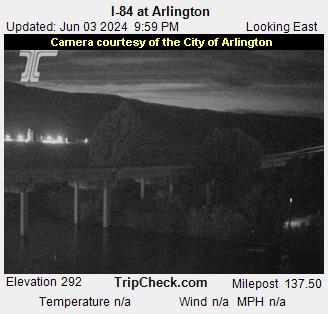 I-84 at Arlington
Updated: Jun 03 2024 9:59 PM Looking East
Camera courtesy of the City of Arlington
Elevation 292 TripCheck.com Milepost 137.50
Temperature n/a Wind n/a MPH n/a